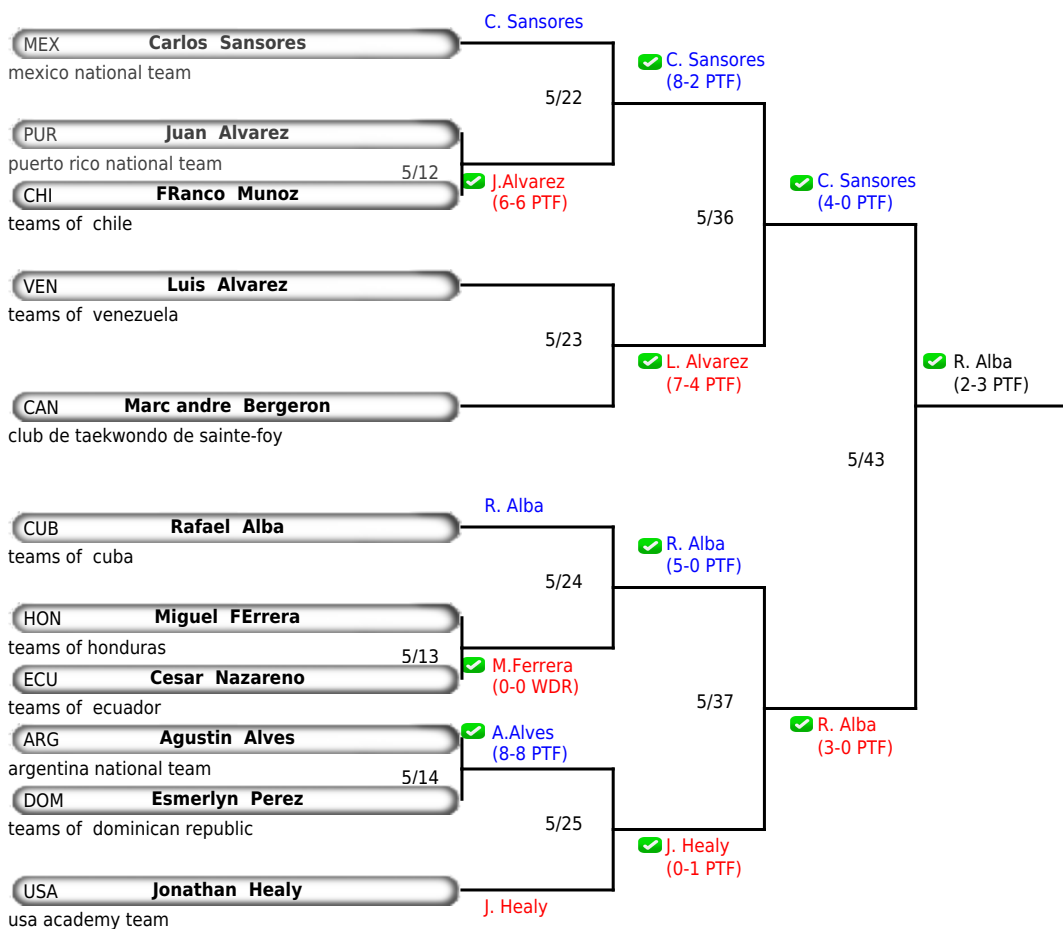 C. Sansores
MEX Carlos Sansores
mexico national team
C. Sansores
(8-2 PTF)
5/22
PUR Juan Alvarez
puerto rico national team
5/12
J.Alvarez
(6-6 PTF)
CHI FRanco Munoz
teams of chile
C. Sansores
(4-0 PTF)
5/36
VEN Luis Alvarez
teams of venezuela
5/23
L. Alvarez
(7-4 PTF)
R. Alba
(2-3 PTF)
CAN Marc andre Bergeron
club de taekwondo de sainte-foy
5/43
R. Alba
CUB Rafael Alba
teams of cuba
R. Alba
(5-0 PTF)
5/24
HON Miguel FErrera
teams of honduras
5/13
M.Ferrera
(0-0 WDR)
ECU Cesar Nazareno
teams of ecuador
5/37
ARG Agustin Alves
A.Alves
(8-8 PTF)
R. Alba
(3-0 PTF)
argentina national team
5/14
DOM Esmerlyn Perez
teams of dominican republic
5/25
J. Healy
(0-1 PTF)
USA Jonathan Healy
J. Healy
usa academy team